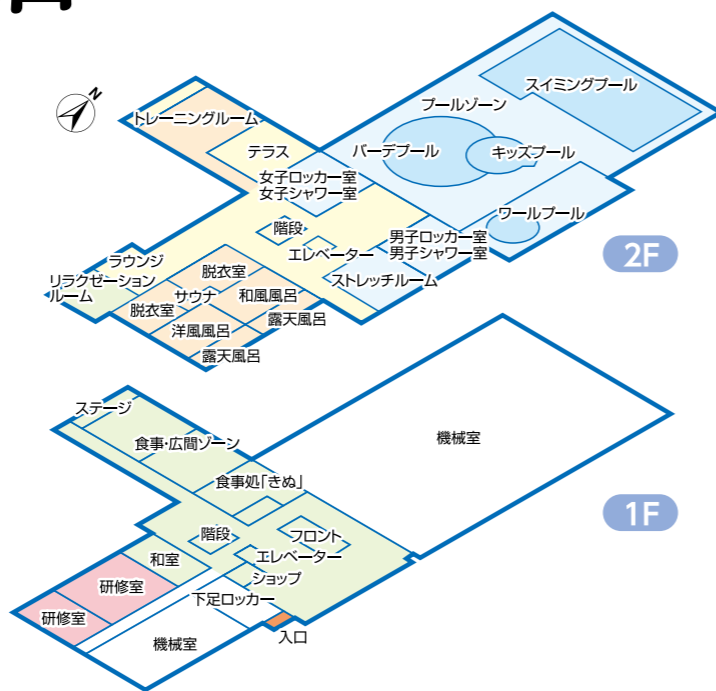 N
スイミングプール
プールゾーン
トレーニングルーム
バーデプール
キッズプール
テラス
女子ロッカー室
女子シャワー室
ワールプール
階段
男子ロッカー室
男子シャワー室
エレベーター
2F
ラウンジ
脱衣室
ストレッチルーム
リラクゼーション
ルーム
サウナ
和風風呂
脱衣室
露天風呂
洋風風呂
露天風呂
ステージ
機械室
食事・広間ゾーン
食事処「きぬ」
1F
階段
フロント
エレベーター
和室
ショップ
研修室
下足ロッカー
研修室
入口
機械室